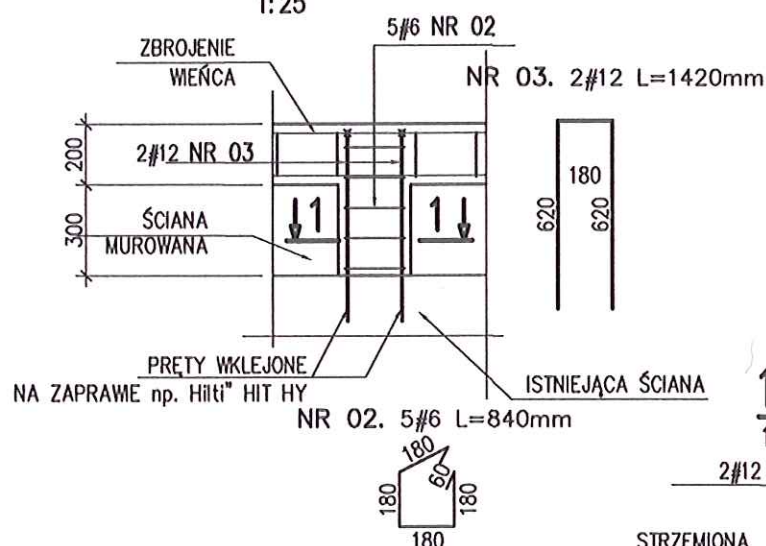 1:25
5#6 NR 02
ZBROJENIE
WIEŃCA
NR 03. 2#12 L=1420mm
200
2#12 NR 03
180
620
620
300
ŚCIANA
MUROWANA
1
1
PRĘTY WKLEJONE
NA ZAPRAWIE np. Hilti" HIT HY
ISTNIEJĄCA ŚCIANA
NR 02. 5#6 L=840mm
180
60
180
180
180
2#12
STRZEMIONA